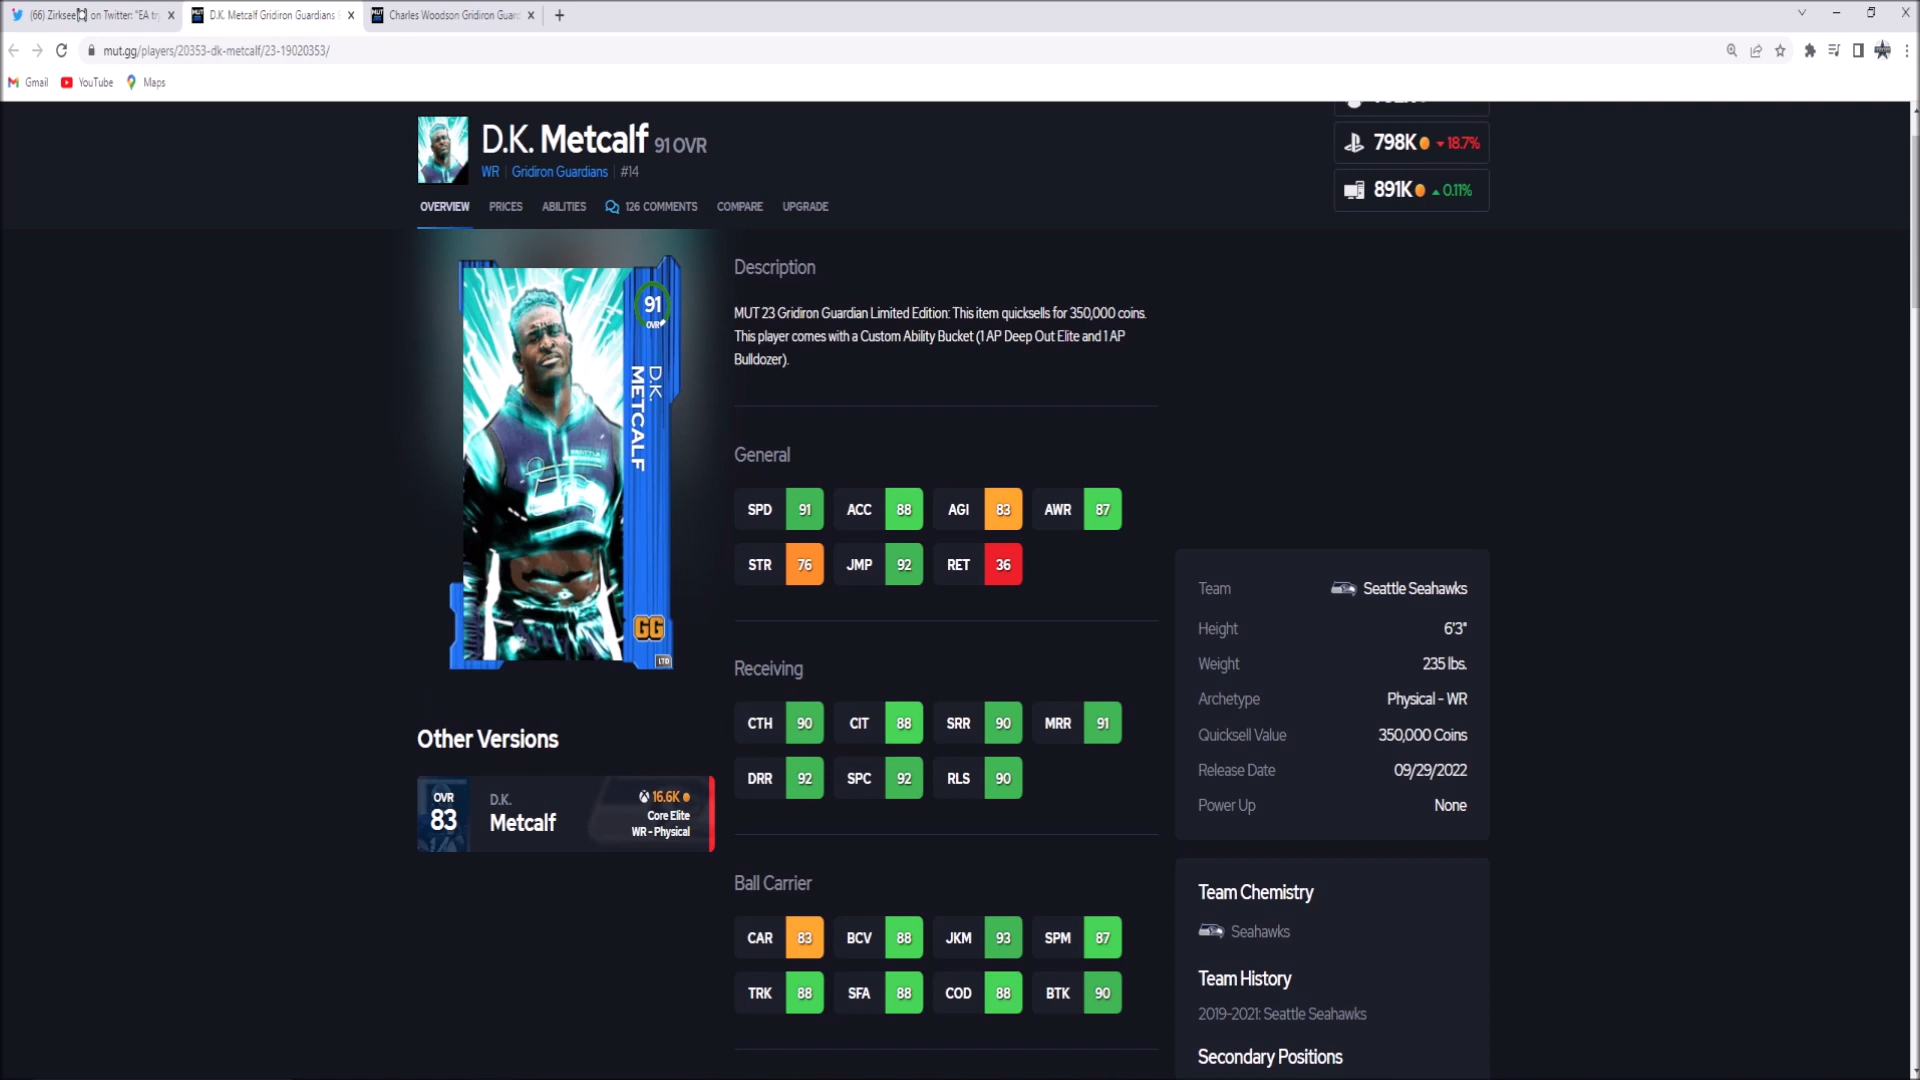 (66) Zirksee on Twitter: "EA tr
D.K. Metcalf Gridiron Guardians
Charles Woodson Gridiron Guar
mut.gg/players/20353-dk-metcalf/23-19020353/
Gmail
YouTube
Maps
D.K. Metcalf 91 OVR
WR
Gridiron Guardians
#14
798K 18.7%
891K 0.11%
OVERVIEW
PRICES
ABILITIES
126 COMMENTS
COMPARE
UPGRADE
91
OVR
D.K.
METCALF
GG
LTD
Description
MUT 23 Gridiron Guardian Limited Edition: This item quicksells for 350,000 coins.
This player comes with a Custom Ability Bucket (1 AP Deep Out Elite and 1 AP
Bulldozer).
General
SPD 91 ACC 88 AGI 83 AWR 87
STR 76 JMP 92 RET 36
Receiving
CTH 90 CIT 88 SRR 90 MRR 91
DRR 92 SPC 92 RLS 90
Ball Carrier
CAR 83 BCV 88 JKM 93 SPM 87
TRK 88 SFA 88 COD 88 BTK 90
Other Versions
OVR
83
D.K.
Metcalf
16.6K
Core Elite
WR - Physical
Team Seattle Seahawks
Height 6'3"
Weight 235 lbs.
Archetype Physical - WR
Quicksell Value 350,000 Coins
Release Date 09/29/2022
Power Up None
Team Chemistry
Seahawks
Team History
2019-2021: Seattle Seahawks
Secondary Positions